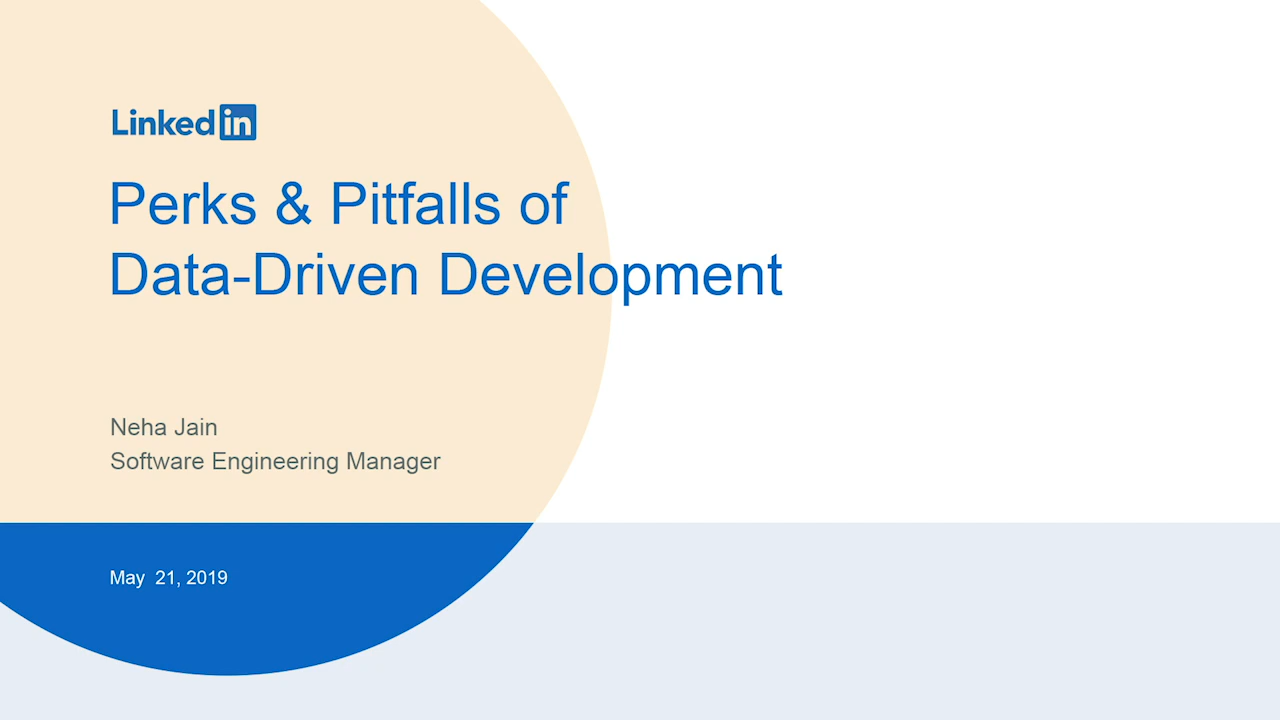 Linkedin
Perks & Pitfalls of
Data-Driven Development
Neha Jain
Software Engineering Manager
May 21, 2019